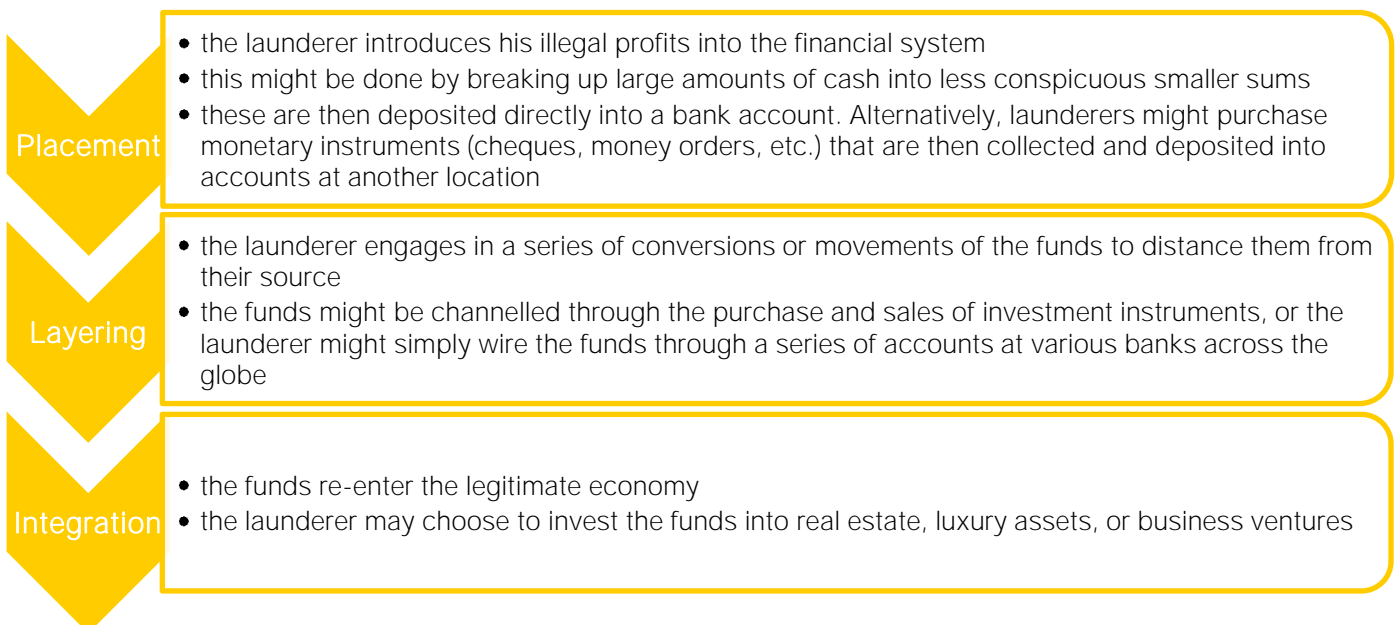 Placement
• the launderer introduces his illegal profits into the financial system
• this might be done by breaking up large amounts of cash into less conspicuous smaller sums
• these are then deposited directly into a bank account. Alternatively, launderers might purchase
monetary instruments (cheques, money orders, etc.) that are then collected and deposited into
accounts at another location
Layering
• the launderer engages in a series of conversions or movements of the funds to distance them from
their source
• the funds might be channelled through the purchase and sales of investment instruments, or the
launderer might simply wire the funds through a series of accounts at various banks across the
globe
Integration
• the funds re-enter the legitimate economy
• the launderer may choose to invest the funds into real estate, luxury assets, or business ventures